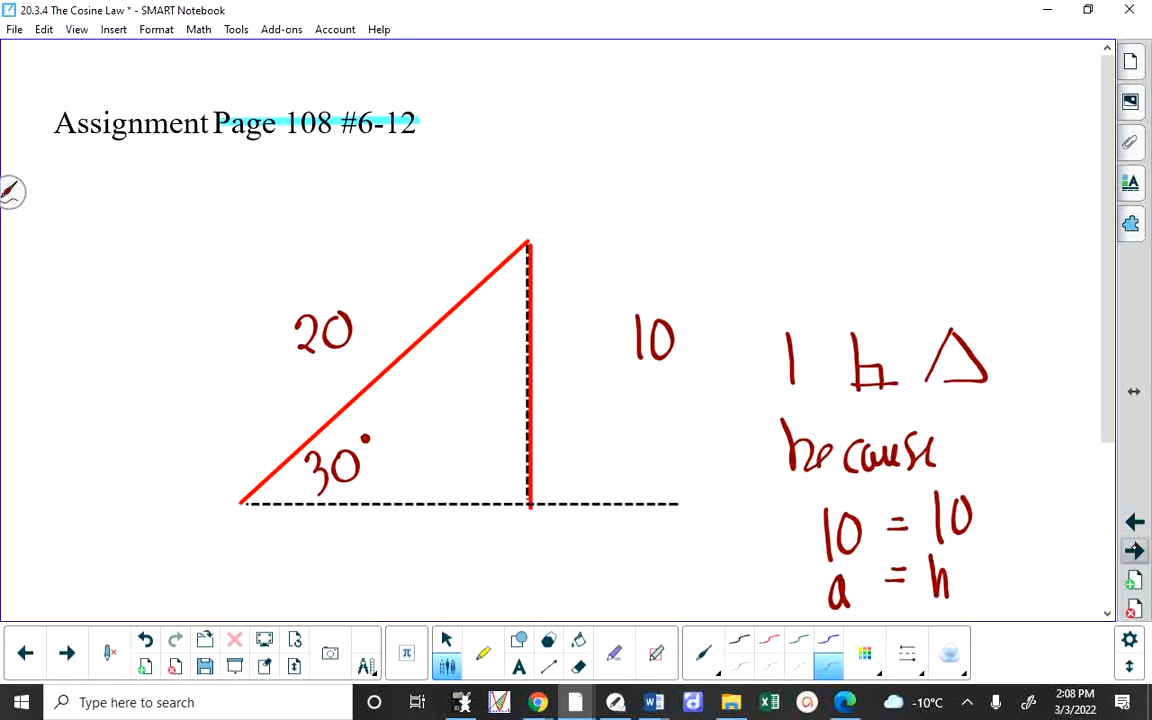 20.3.4 The Cosine Law * - SMART Notebook
File Edit View Insert Format Math Tools Add-ons Account Help
Assignment Page 108 #6-12
20
10
30°
1
because
10 = 10
a = h
π
A
A
Type here to search
-10°C
2:08 PM
3/3/2022